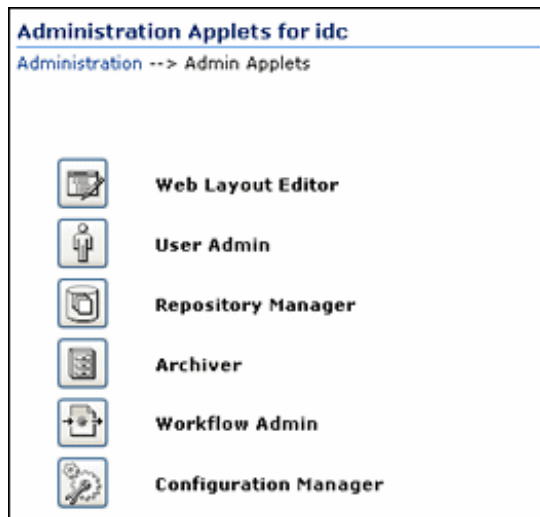 Administration Applets for idc
Administration --> Admin Applets
Web Layout Editor
User Admin
Repository Manager
Archiver
Workflow Admin
Configuration Manager